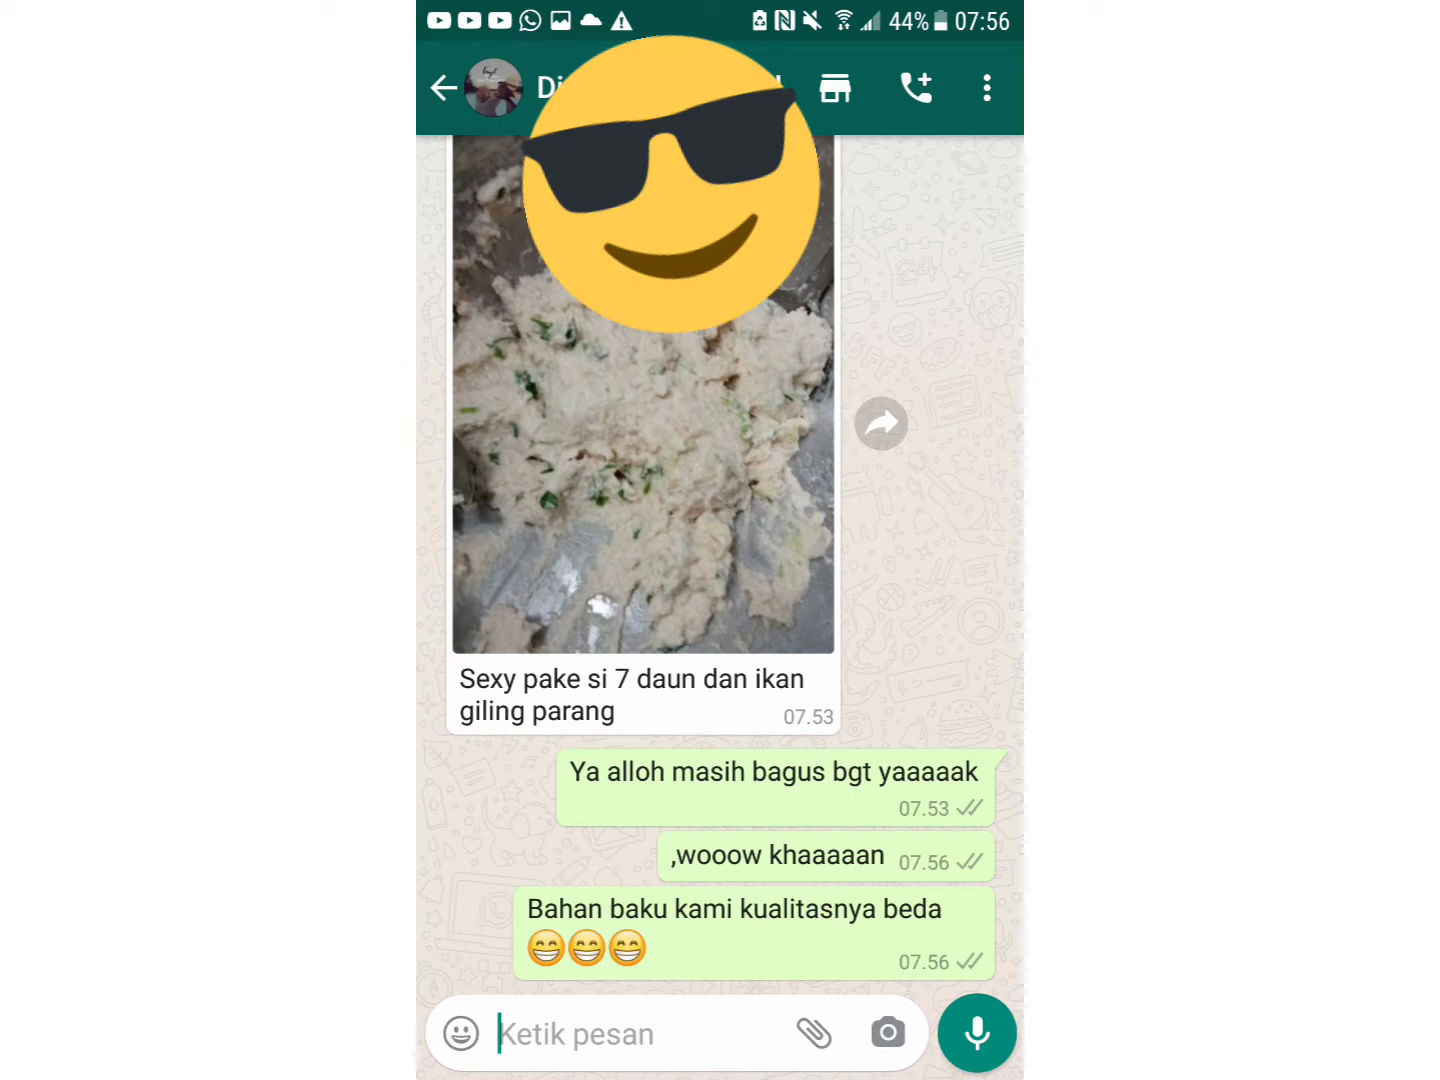 44% 07:56
Sexy pake si 7 daun dan ikan
giling parang
07.53
Ya alloh masih bagus bgt yaaaaak
07.53
,wooow khaaaaan 07.56
Bahan baku kami kualitasnya beda
😁😁😁
07.56
Ketik pesan